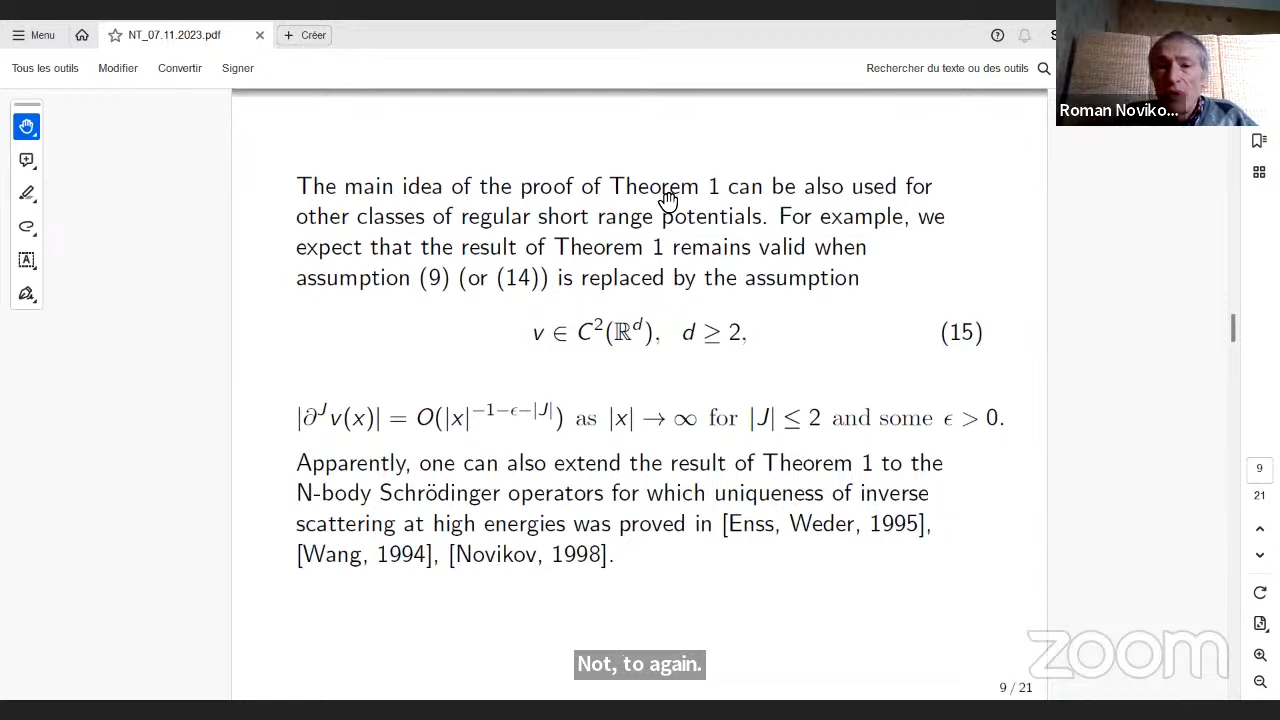 Menu
NT_07.11.2023.pdf
Créer
Tous les outils
Modifier
Convertir
Signer
Rechercher du texte ou des outils
Roman Noviko...
The main idea of the proof of Theorem 1 can be also used for
other classes of regular short range potentials. For example, we
expect that the result of Theorem 1 remains valid when
assumption (9) (or (14)) is replaced by the assumption
v ∈ C²(ℝᵈ), d ≥ 2, (15)
|∂ᴶv(x)| = O(|x|^{−1−ϵ−|J|}) as |x| → ∞ for |J| ≤ 2 and some ϵ > 0.
Apparently, one can also extend the result of Theorem 1 to the
N-body Schrödinger operators for which uniqueness of inverse
scattering at high energies was proved in [Enss, Weder, 1995],
[Wang, 1994], [Novikov, 1998].
9
21
Not, to again.
zoom
9 / 21